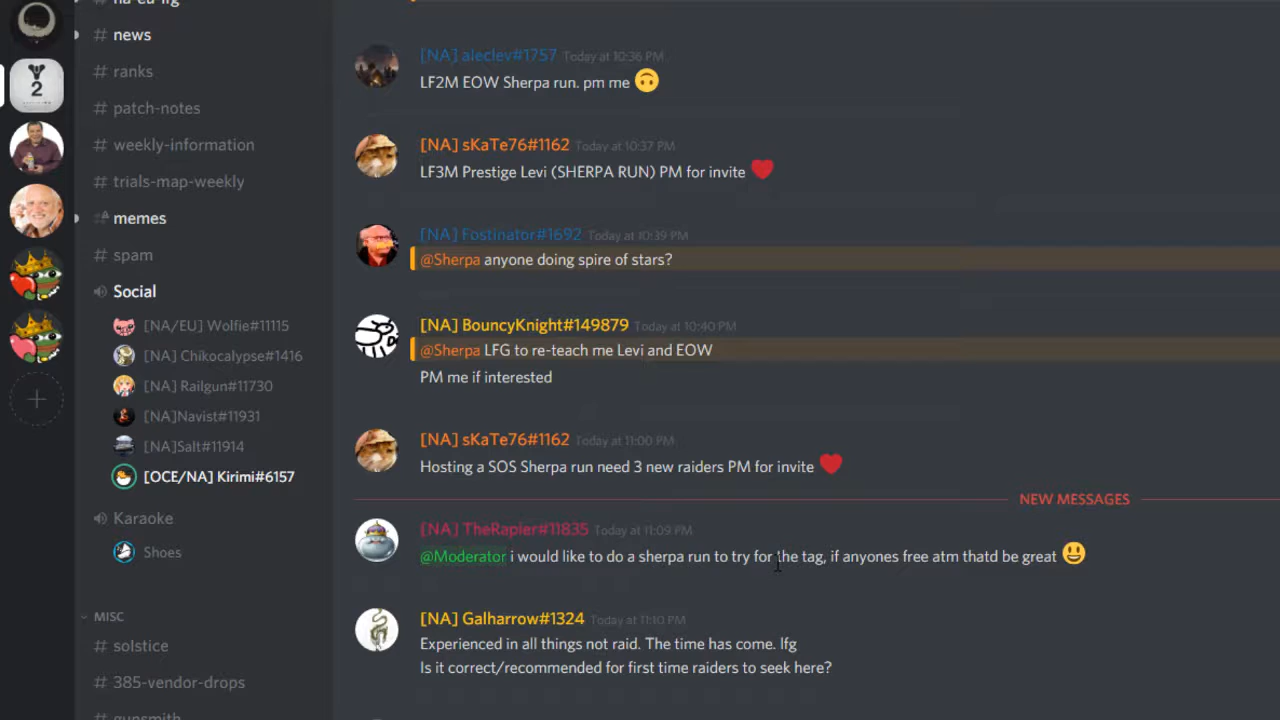 na-eu-lfg
# news
# ranks
# patch-notes
# weekly-information
# trials-map-weekly
memes
# spam
Social
[NA/EU] Wolfie#11115
[NA] Chikocalypse#1416
[NA] Railgun#11730
[NA]Navist#11931
[NA]Salt#11914
[OCE/NA] Kirimi#6157
Karaoke
Shoes
MISC
# solstice
# 385-vendor-drops
# gunsmith
2
[NA] aleclev#1757 Today at 10:36 PM
LF2M EOW Sherpa run. pm me 🙃
[NA] sKaTe76#1162 Today at 10:37 PM
LF3M Prestige Levi (SHERPA RUN) PM for invite ❤
[NA] Fostinator#1692 Today at 10:39 PM
@Sherpa anyone doing spire of stars?
[NA] BouncyKnight#149879 Today at 10:40 PM
@Sherpa LFG to re-teach me Levi and EOW
PM me if interested
[NA] sKaTe76#1162 Today at 11:00 PM
Hosting a SOS Sherpa run need 3 new raiders PM for invite ❤
NEW MESSAGES
[NA] TheRapier#11835 Today at 11:09 PM
@Moderator i would like to do a sherpa run to try for the tag, if anyones free atm thatd be great 😃
[NA] Galharrow#1324 Today at 11:10 PM
Experienced in all things not raid. The time has come. lfg
Is it correct/recommended for first time raiders to seek here?